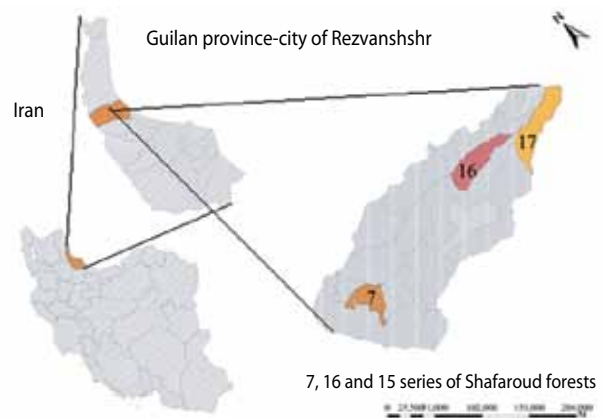 Guilan province-city of Rezvanshshr
Iran
17
16
7
7, 16 and 15 series of Shafaroud forests